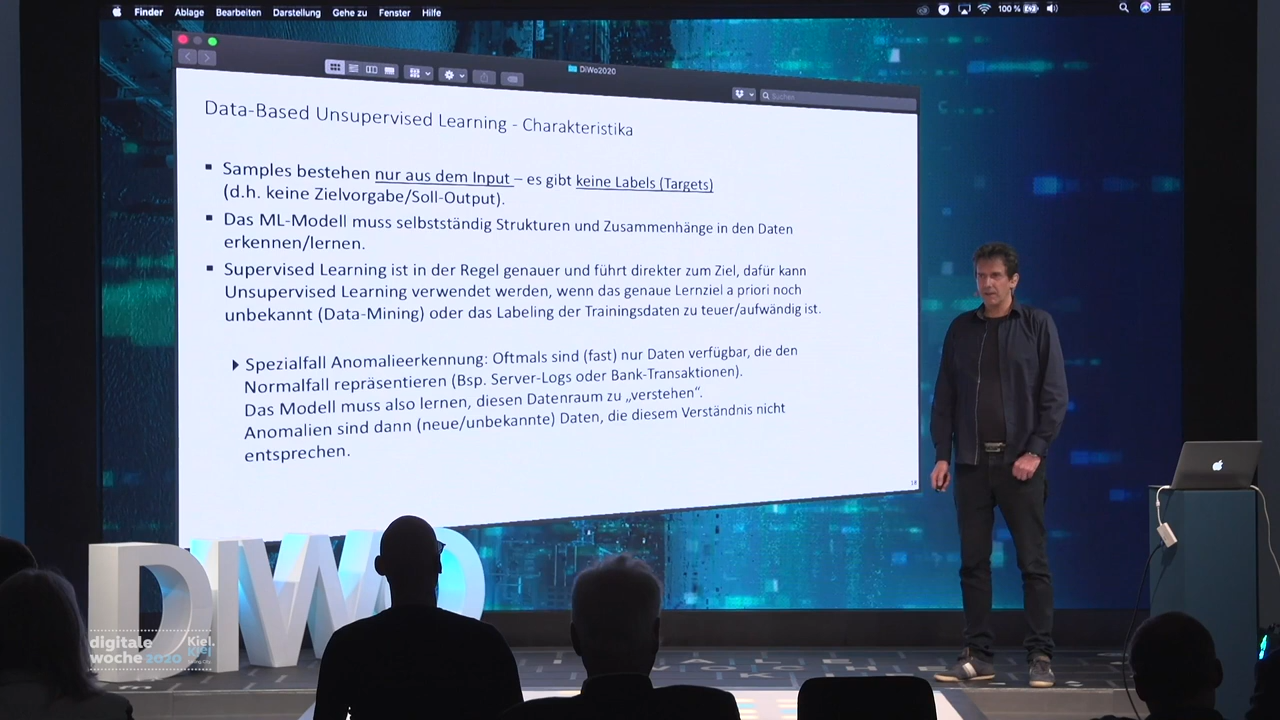 Finder Ablage Bearbeiten Darstellung Gehe zu Fenster Hilfe
100 %
DiWo2020
Suchen
Data-Based Unsupervised Learning - Charakteristika
Samples bestehen nur aus dem Input – es gibt keine Labels (Targets)
(d.h. keine Zielvorgabe/Soll-Output).
Das ML-Modell muss selbstständig Strukturen und Zusammenhänge in den Daten
erkennen/lernen.
Supervised Learning ist in der Regel genauer und führt direkter zum Ziel, dafür kann
Unsupervised Learning verwendet werden, wenn das genaue Lernziel a priori noch
unbekannt (Data-Mining) oder das Labeling der Trainingsdaten zu teuer/aufwändig ist.
Spezialfall Anomalieerkennung: Oftmals sind (fast) nur Daten verfügbar, die den
Normalfall repräsentieren (Bsp. Server-Logs oder Bank-Transaktionen).
Das Modell muss also lernen, diesen Datenraum zu „verstehen“.
Anomalien sind dann (neue/unbekannte) Daten, die diesem Verständnis nicht
entsprechen.
18
DiWO
digitale
woche 2020
Kiel.